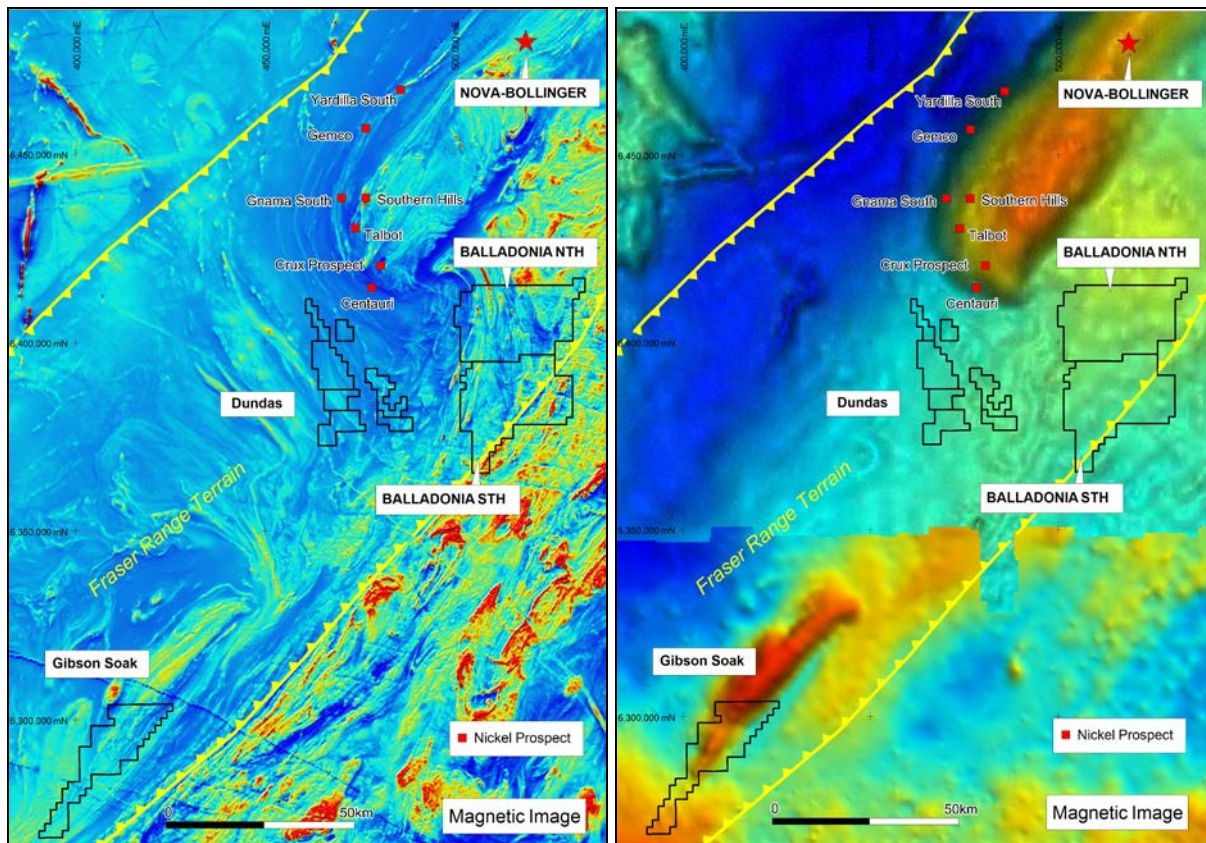 400,000 mE
450,000 mE
500,000 mE
NOVA-BOLLINGER
Yardilla South
Gemco
6,450,000 mN
Gnama South
Southern Hills
Talbot
BALLADONIA NTH
Crux Prospect
Centauri
6,400,000 mN
Dundas
BALLADONIA STH
Fraser Range Terrain
6,350,000 mN
Gibson Soak
6,300,000 mN
Nickel Prospect
0
50km
Magnetic Image
400,000 mE
450,000 mE
500,000 mE
NOVA-BOLLINGER
Yardilla South
Gemco
6,450,000 mN
Gnama South
Southern Hills
Talbot
BALLADONIA NTH
Crux Prospect
Centauri
6,400,000 mN
Dundas
BALLADONIA STH
Fraser Range Terrain
6,350,000 mN
Gibson Soak
6,300,000 mN
Nickel Prospect
0
50km
Magnetic Image